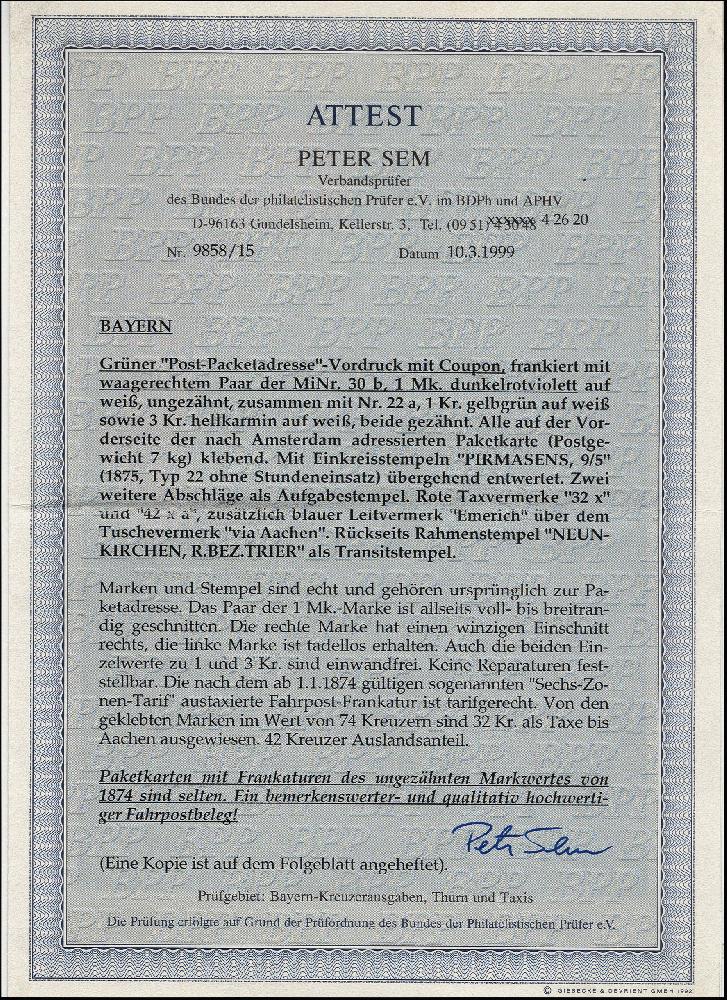 ATTEST
PETER SEM
Verbandsprüfer
des Bundes der philatelistischen Prüfer e.V. im BDPh und APHV
D-96163 Gundelsheim, Kellerstr. 3, Tel. (09 51) 4 26 20
Nr. 9858/15 Datum 10.3.1999
BAYERN
Grüner "Post-Packetadresse"-Vordruck mit Coupon, frankiert mit
waagerechtem Paar der MiNr. 30 b, 1 Mk. dunkelrotviolett auf
weiß, ungezähnt, zusammen mit Nr. 22 a, 1 Kr. gelbgrün auf weiß
sowie 3 Kr. hellkarmin auf weiß, beide gezähnt. Alle auf der Vor-
derseite der nach Amsterdam adressierten Paketkarte (Postge-
wicht 7 kg) klebend. Mit Einkreisstempeln "PIRMASENS, 9/5"
(1875, Typ 22 ohne Stundeneinsatz) übergehend entwertet. Zwei
weitere Abschläge als Aufgabestempel. Rote Taxvermerke "32 x"
und "42 x a", zusätzlich blauer Leitvermerk "Emerich" über dem
Tuschevermerk "via Aachen". Rückseits Rahmenstempel "NEUN-
KIRCHEN, R.BEZ.TRIER" als Transitstempel.
Marken und Stempel sind echt und gehören ursprünglich zur Pa-
ketadresse. Das Paar der 1 Mk.-Marke ist allseits voll- bis breitran-
dig geschnitten. Die rechte Marke hat einen winzigen Einschnitt
rechts, die linke Marke ist tadellos erhalten. Auch die beiden Ein-
zelwerte zu 1 und 3 Kr. sind einwandfrei. Keine Reparaturen fest-
stellbar. Die nach dem ab 1.1.1874 gültigen sogenannten "Sechs-Zo-
nen-Tarif" austaxierte Fahrpost-Frankatur ist tarifgerecht. Von den
geklebten Marken im Wert von 74 Kreuzern sind 32 Kr. als Taxe bis
Aachen ausgewiesen. 42 Kreuzer Auslandsanteil.
Paketkarten mit Frankaturen des ungezähnten Markwertes von
1874 sind selten. Ein bemerkenswerter- und qualitativ hochwerti-
ger Fahrpostbeleg!
Peter Sem
(Eine Kopie ist auf dem Folgeblatt angeheftet).
Prüfgebiet: Bayern-Kreuzerausgaben, Thurn und Taxis
Die Prüfung erfolgte auf Grund der Prüfordnung des Bundes der Philatelistischen Prüfer e.V.
© GIESECKE & DEVRIENT GMBH 1992